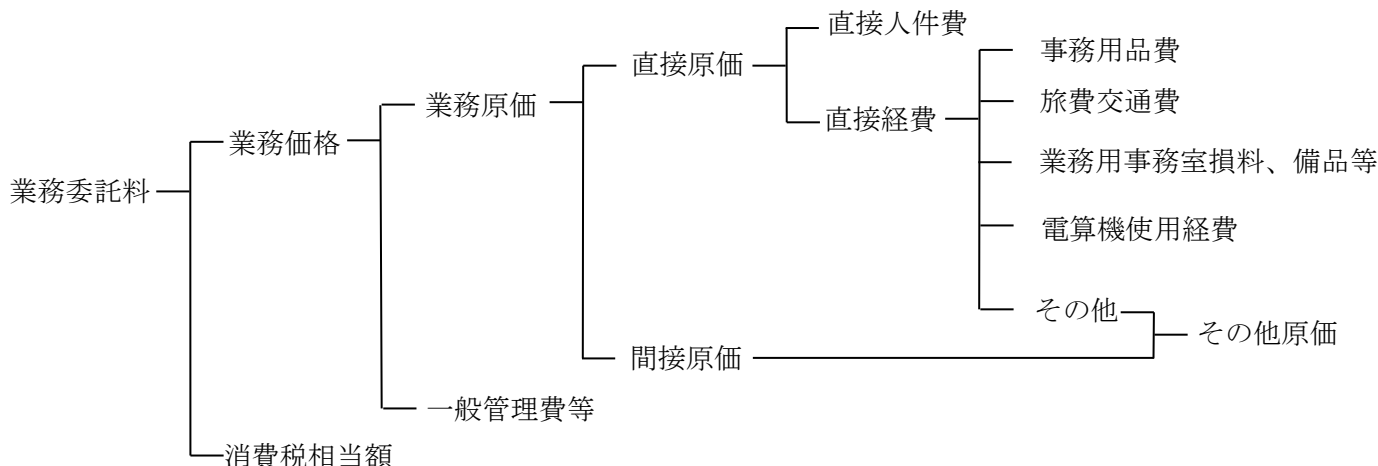 直接人件費
事務用品費
直接原価
旅費交通費
業務原価
直接経費
業務価格
業務用事務室損料、備品等
業務委託料
電算機使用経費
その他
その他原価
間接原価
一般管理費等
消費税相当額